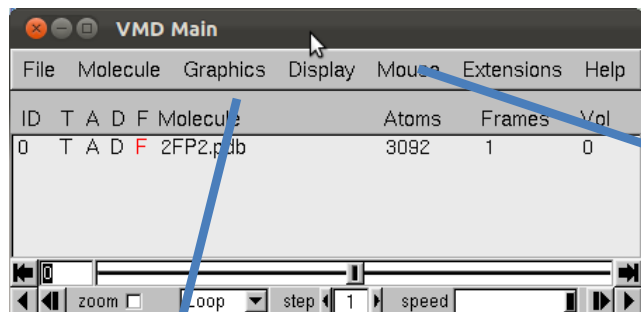 VMD Main
File Molecule Graphics Display Mouse Extensions Help
ID T A D F Molecule Atoms Frames Vol
0 T A D F 2FP2.pdb 3092 1 0
0
zoom Loop step 1 speed